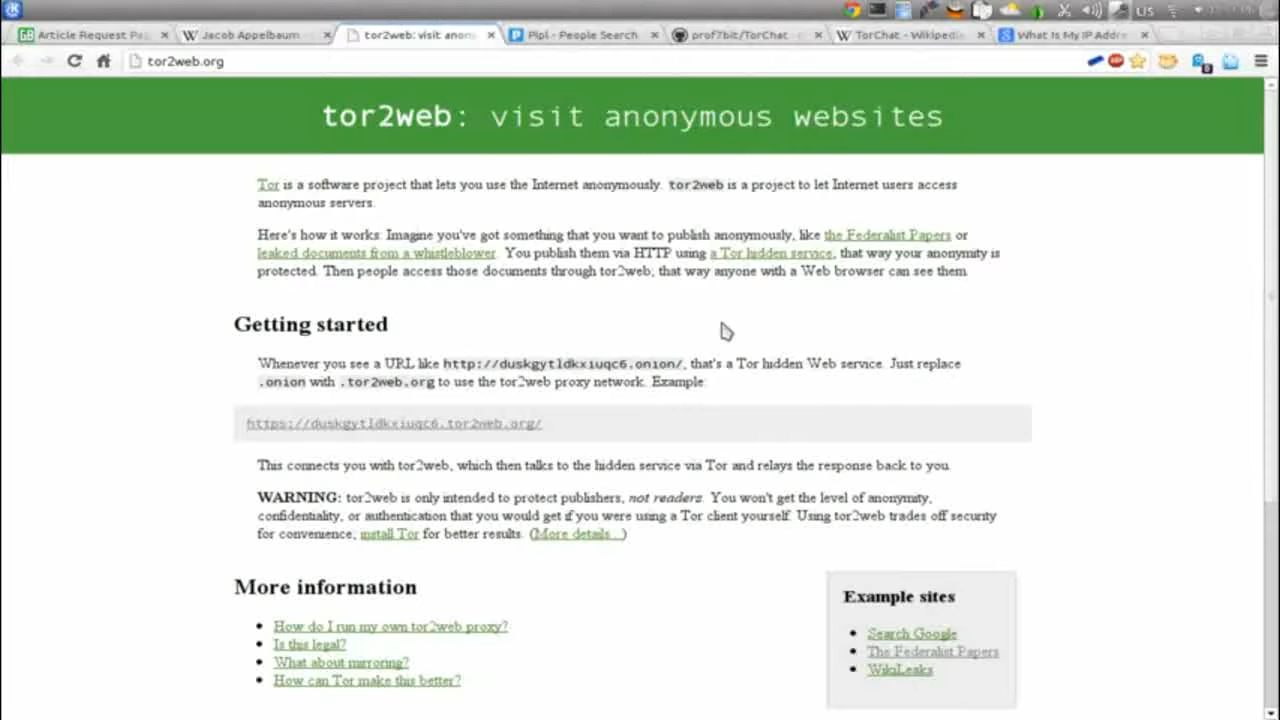 US
Article Request Pa
Jacob Appelbaum
tor2web: visit anon
Pipl - People Search
prof7bit/TorChat
TorChat - Wikipedia
What Is My IP Addre
tor2web.org
tor2web: visit anonymous websites
Tor is a software project that lets you use the Internet anonymously. tor2web is a project to let Internet users access
anonymous servers.
Here's how it works: Imagine you've got something that you want to publish anonymously, like the Federalist Papers or
leaked documents from a whistleblower. You publish them via HTTP using a Tor hidden service, that way your anonymity is
protected. Then people access those documents through tor2web; that way anyone with a Web browser can see them.
Getting started
Whenever you see a URL like http://duskgytldkxiuqc6.onion/, that's a Tor hidden Web service. Just replace
.onion with .tor2web.org to use the tor2web proxy network. Example:
https://duskgytldkxiuqc6.tor2web.org/
This connects you with tor2web, which then talks to the hidden service via Tor and relays the response back to you.
WARNING: tor2web is only intended to protect publishers, not readers. You won't get the level of anonymity,
confidentiality, or authentication that you would get if you were using a Tor client yourself. Using tor2web trades off security
for convenience; install Tor for better results. (More details...)
More information
How do I run my own tor2web proxy?
Is this legal?
What about mirroring?
How can Tor make this better?
Example sites
Search Google
The Federalist Papers
WikiLeaks